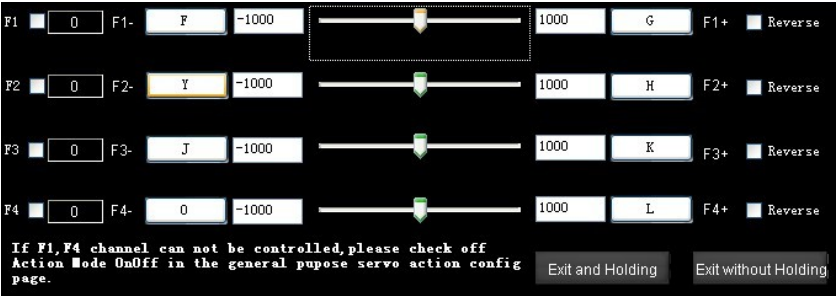 F1 0 F1- F -1000 1000 G F1+ Reverse
F2 0 F2- Y -1000 1000 H F2+ Reverse
F3 0 F3- J -1000 1000 K F3+ Reverse
F4 0 F4- O -1000 1000 L F4+ Reverse
If F1,F4 channel can not be controlled,please check off
Action Mode OnOff in the general pupose servo action config
page.
Exit and Holding Exit without Holding